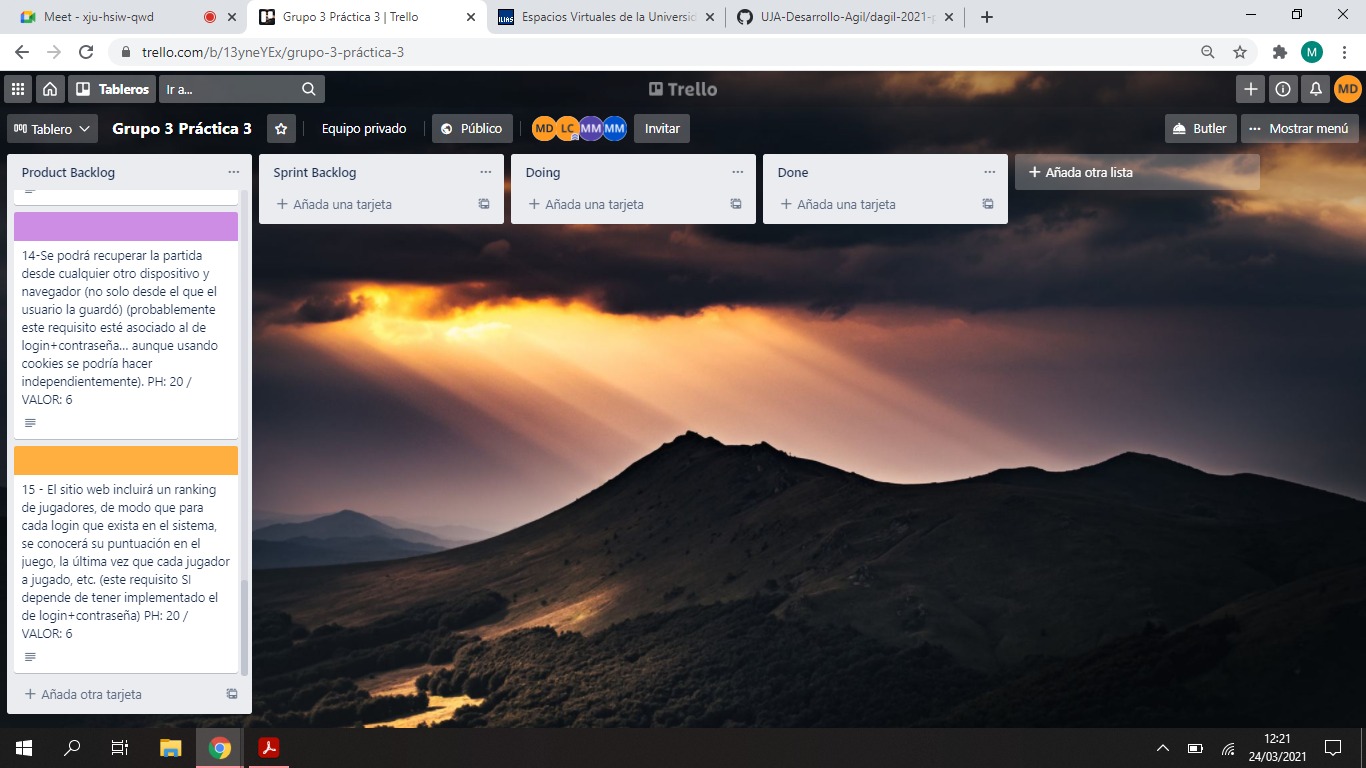 Meet - xju-hsiw-qwd
Grupo 3 Práctica 3 | Trello
ILIAS
Espacios Virtuales de la Universid
UJA-Desarrollo-Agil/dagil-2021-p
trello.com/b/13yneYEx/grupo-3-práctica-3
M
Tableros
Ir a...
Trello
MD
Tablero
Grupo 3 Práctica 3
Equipo privado
Público
MD LC MM MM
Invitar
Butler
Mostrar menú
Product Backlog
Sprint Backlog
Doing
Done
Añada otra lista
Añada una tarjeta
Añada una tarjeta
Añada una tarjeta
14-Se podrá recuperar la partida
desde cualquier otro dispositivo y
navegador (no solo desde el que el
usuario la guardó) (probablemente
este requisito esté asociado al de
login+contraseña... aunque usando
cookies se podría hacer
independientemente). PH: 20 /
VALOR: 6
15 - El sitio web incluirá un ranking
de jugadores, de modo que para
cada login que exista en el sistema,
se conocerá su puntuación en el
juego, la última vez que cada jugador
a jugado, etc. (este requisito SI
depende de tener implementado el
de login+contraseña) PH: 20 /
VALOR: 6
Añada otra tarjeta
12:21
24/03/2021